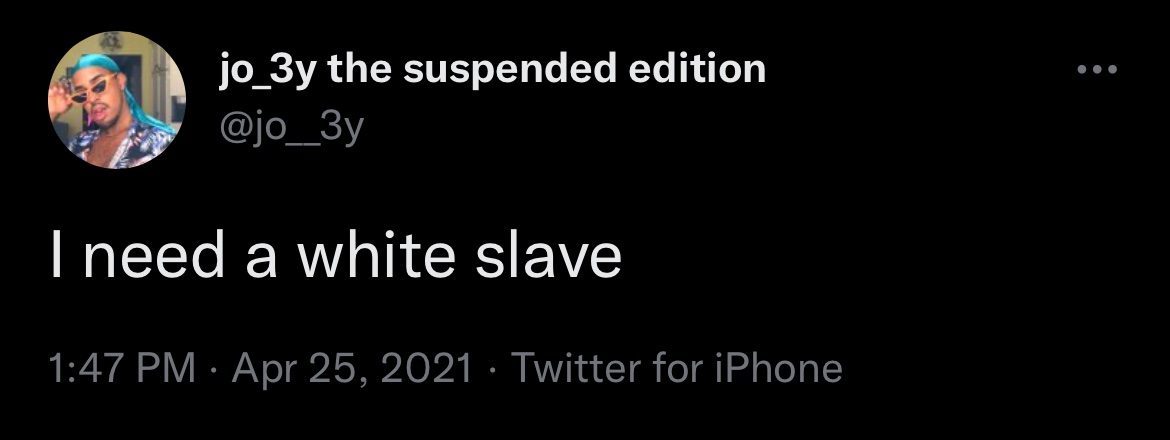 jo_3y the suspended edition
@jo__3y
I need a white slave
1:47 PM · Apr 25, 2021 · Twitter for iPhone